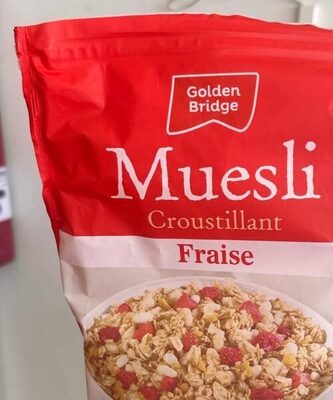 Golden
Bridge
Muesli
Croustillant
Fraise